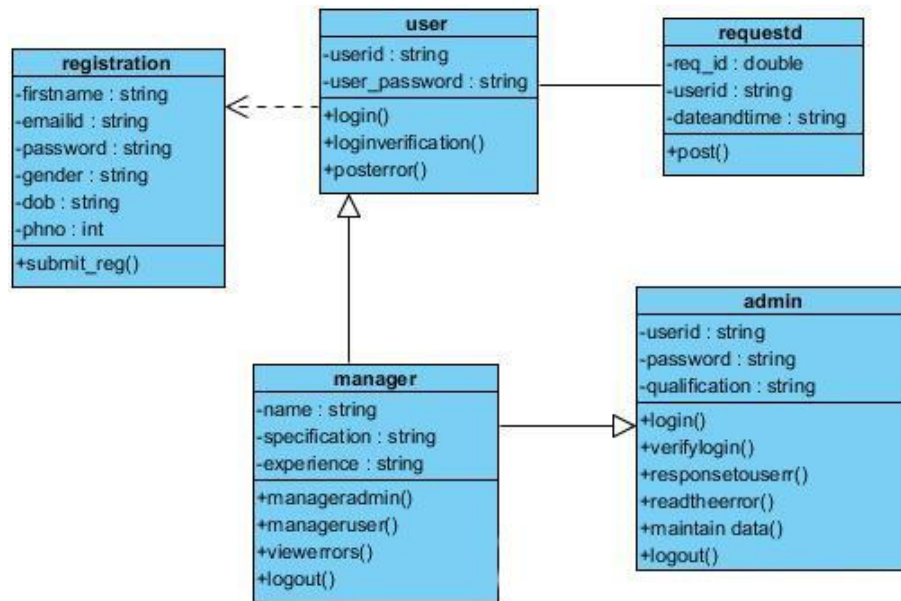 registration
-firstname : string
-emailid : string
-password : string
-gender : string
-dob : string
-phno : int
+submit_reg()
user
-userid : string
-user_password : string
+login()
+loginverification()
+posterror()
requestd
-req_id : double
-userid : string
-dateandtime : string
+post()
manager
-name : string
-specification : string
-experience : string
+manageradmin()
+manageruser()
+viewerrors()
+logout()
admin
-userid : string
-password : string
-qualification : string
+login()
+verifylogin()
+responsetouserr()
+readtheerror()
+maintain data()
+logout()